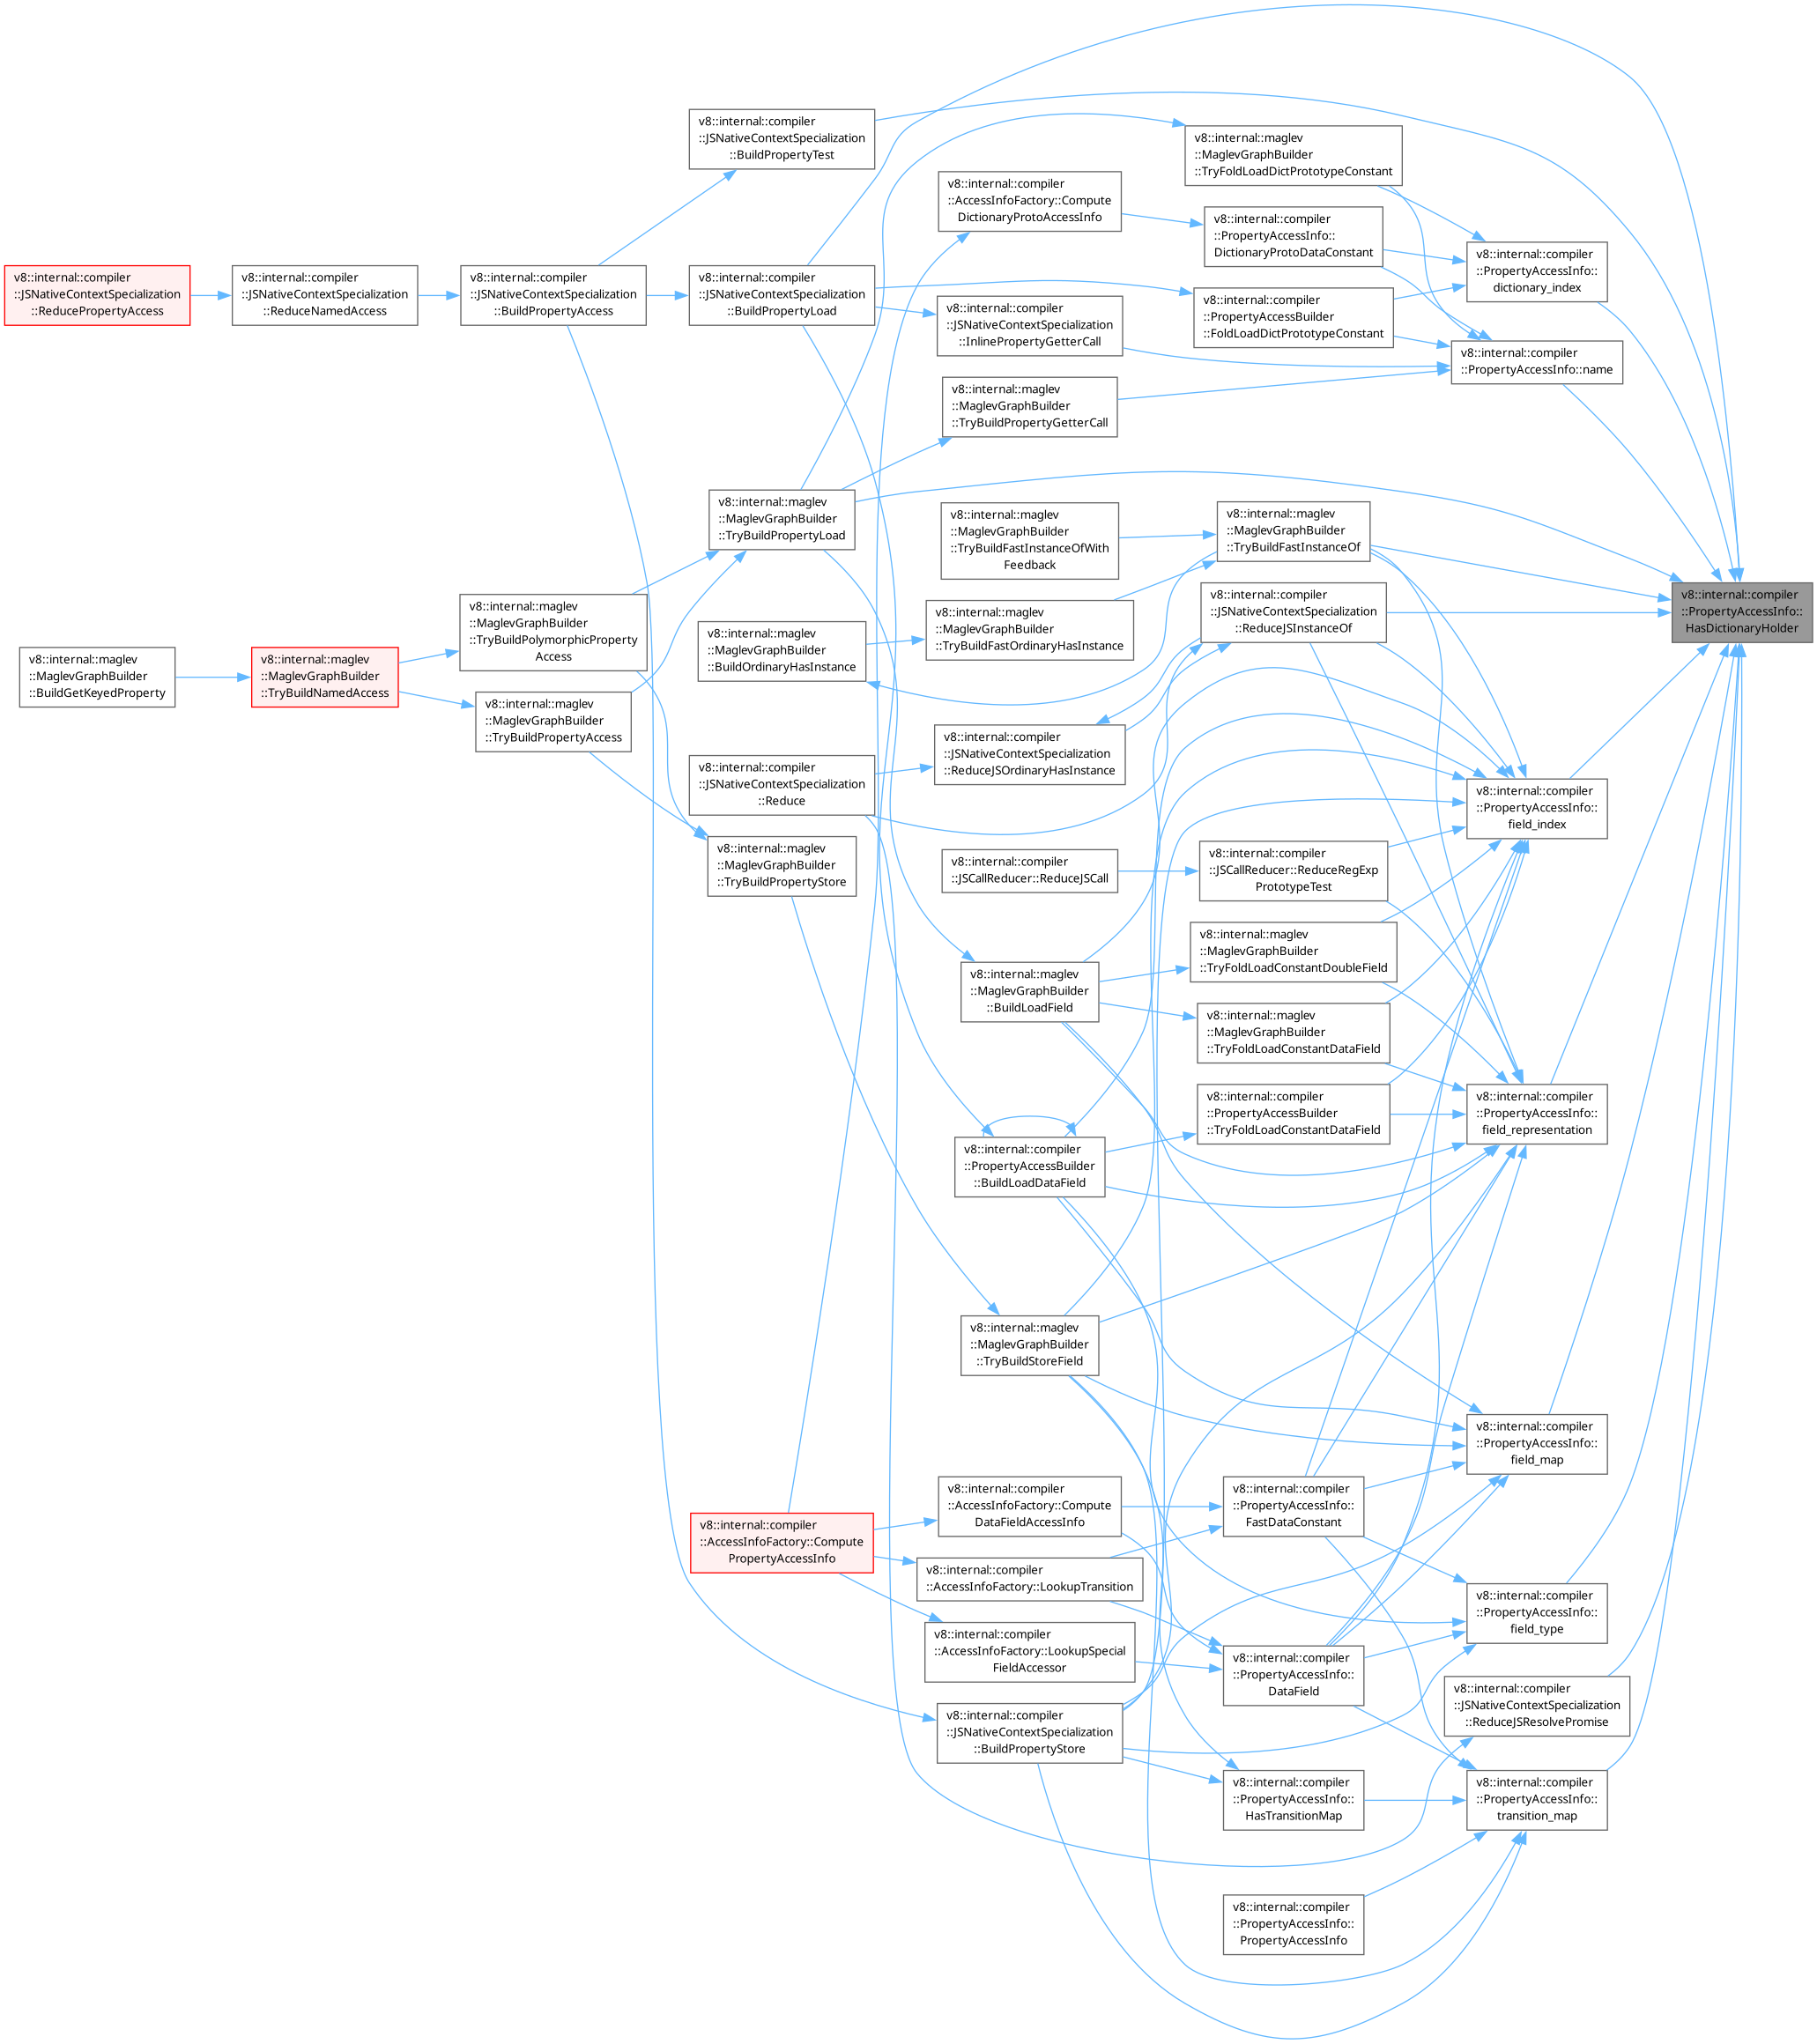 v8::internal::compiler
::JSNativeContextSpecialization
::BuildPropertyTest
v8::internal::maglev
::MaglevGraphBuilder
::TryFoldLoadDictPrototypeConstant
v8::internal::compiler
::AccessInfoFactory::Compute
DictionaryProtoAccessInfo
v8::internal::compiler
::PropertyAccessInfo::
DictionaryProtoDataConstant
v8::internal::compiler
::PropertyAccessInfo::
dictionary_index
v8::internal::compiler
::JSNativeContextSpecialization
::ReducePropertyAccess
v8::internal::compiler
::JSNativeContextSpecialization
::ReduceNamedAccess
v8::internal::compiler
::JSNativeContextSpecialization
::BuildPropertyAccess
v8::internal::compiler
::JSNativeContextSpecialization
::BuildPropertyLoad
v8::internal::compiler
::JSNativeContextSpecialization
::InlinePropertyGetterCall
v8::internal::compiler
::PropertyAccessBuilder
::FoldLoadDictPrototypeConstant
v8::internal::compiler
::PropertyAccessInfo::name
v8::internal::maglev
::MaglevGraphBuilder
::TryBuildPropertyGetterCall
v8::internal::maglev
::MaglevGraphBuilder
::TryBuildPropertyLoad
v8::internal::maglev
::MaglevGraphBuilder
::TryBuildFastInstanceOfWith
Feedback
v8::internal::maglev
::MaglevGraphBuilder
::TryBuildFastInstanceOf
v8::internal::compiler
::PropertyAccessInfo::
HasDictionaryHolder
v8::internal::maglev
::MaglevGraphBuilder
::TryBuildPolymorphicProperty
Access
v8::internal::maglev
::MaglevGraphBuilder
::BuildOrdinaryHasInstance
v8::internal::maglev
::MaglevGraphBuilder
::TryBuildFastOrdinaryHasInstance
v8::internal::compiler
::JSNativeContextSpecialization
::ReduceJSInstanceOf
v8::internal::maglev
::MaglevGraphBuilder
::BuildGetKeyedProperty
v8::internal::maglev
::MaglevGraphBuilder
::TryBuildNamedAccess
v8::internal::maglev
::MaglevGraphBuilder
::TryBuildPropertyAccess
v8::internal::compiler
::JSNativeContextSpecialization
::ReduceJSOrdinaryHasInstance
v8::internal::compiler
::JSNativeContextSpecialization
::Reduce
v8::internal::compiler
::PropertyAccessInfo::
field_index
v8::internal::maglev
::MaglevGraphBuilder
::TryBuildPropertyStore
v8::internal::compiler
::JSCallReducer::ReduceJSCall
v8::internal::compiler
::JSCallReducer::ReduceRegExp
PrototypeTest
v8::internal::maglev
::MaglevGraphBuilder
::TryFoldLoadConstantDoubleField
v8::internal::maglev
::MaglevGraphBuilder
::BuildLoadField
v8::internal::maglev
::MaglevGraphBuilder
::TryFoldLoadConstantDataField
v8::internal::compiler
::PropertyAccessBuilder
::TryFoldLoadConstantDataField
v8::internal::compiler
::PropertyAccessInfo::
field_representation
v8::internal::compiler
::PropertyAccessBuilder
::BuildLoadDataField
v8::internal::maglev
::MaglevGraphBuilder
::TryBuildStoreField
v8::internal::compiler
::PropertyAccessInfo::
field_map
v8::internal::compiler
::AccessInfoFactory::Compute
DataFieldAccessInfo
v8::internal::compiler
::PropertyAccessInfo::
FastDataConstant
v8::internal::compiler
::AccessInfoFactory::Compute
PropertyAccessInfo
v8::internal::compiler
::AccessInfoFactory::LookupTransition
v8::internal::compiler
::PropertyAccessInfo::
field_type
v8::internal::compiler
::AccessInfoFactory::LookupSpecial
FieldAccessor
v8::internal::compiler
::PropertyAccessInfo::
DataField
v8::internal::compiler
::JSNativeContextSpecialization
::ReduceJSResolvePromise
v8::internal::compiler
::JSNativeContextSpecialization
::BuildPropertyStore
v8::internal::compiler
::PropertyAccessInfo::
HasTransitionMap
v8::internal::compiler
::PropertyAccessInfo::
transition_map
v8::internal::compiler
::PropertyAccessInfo::
PropertyAccessInfo